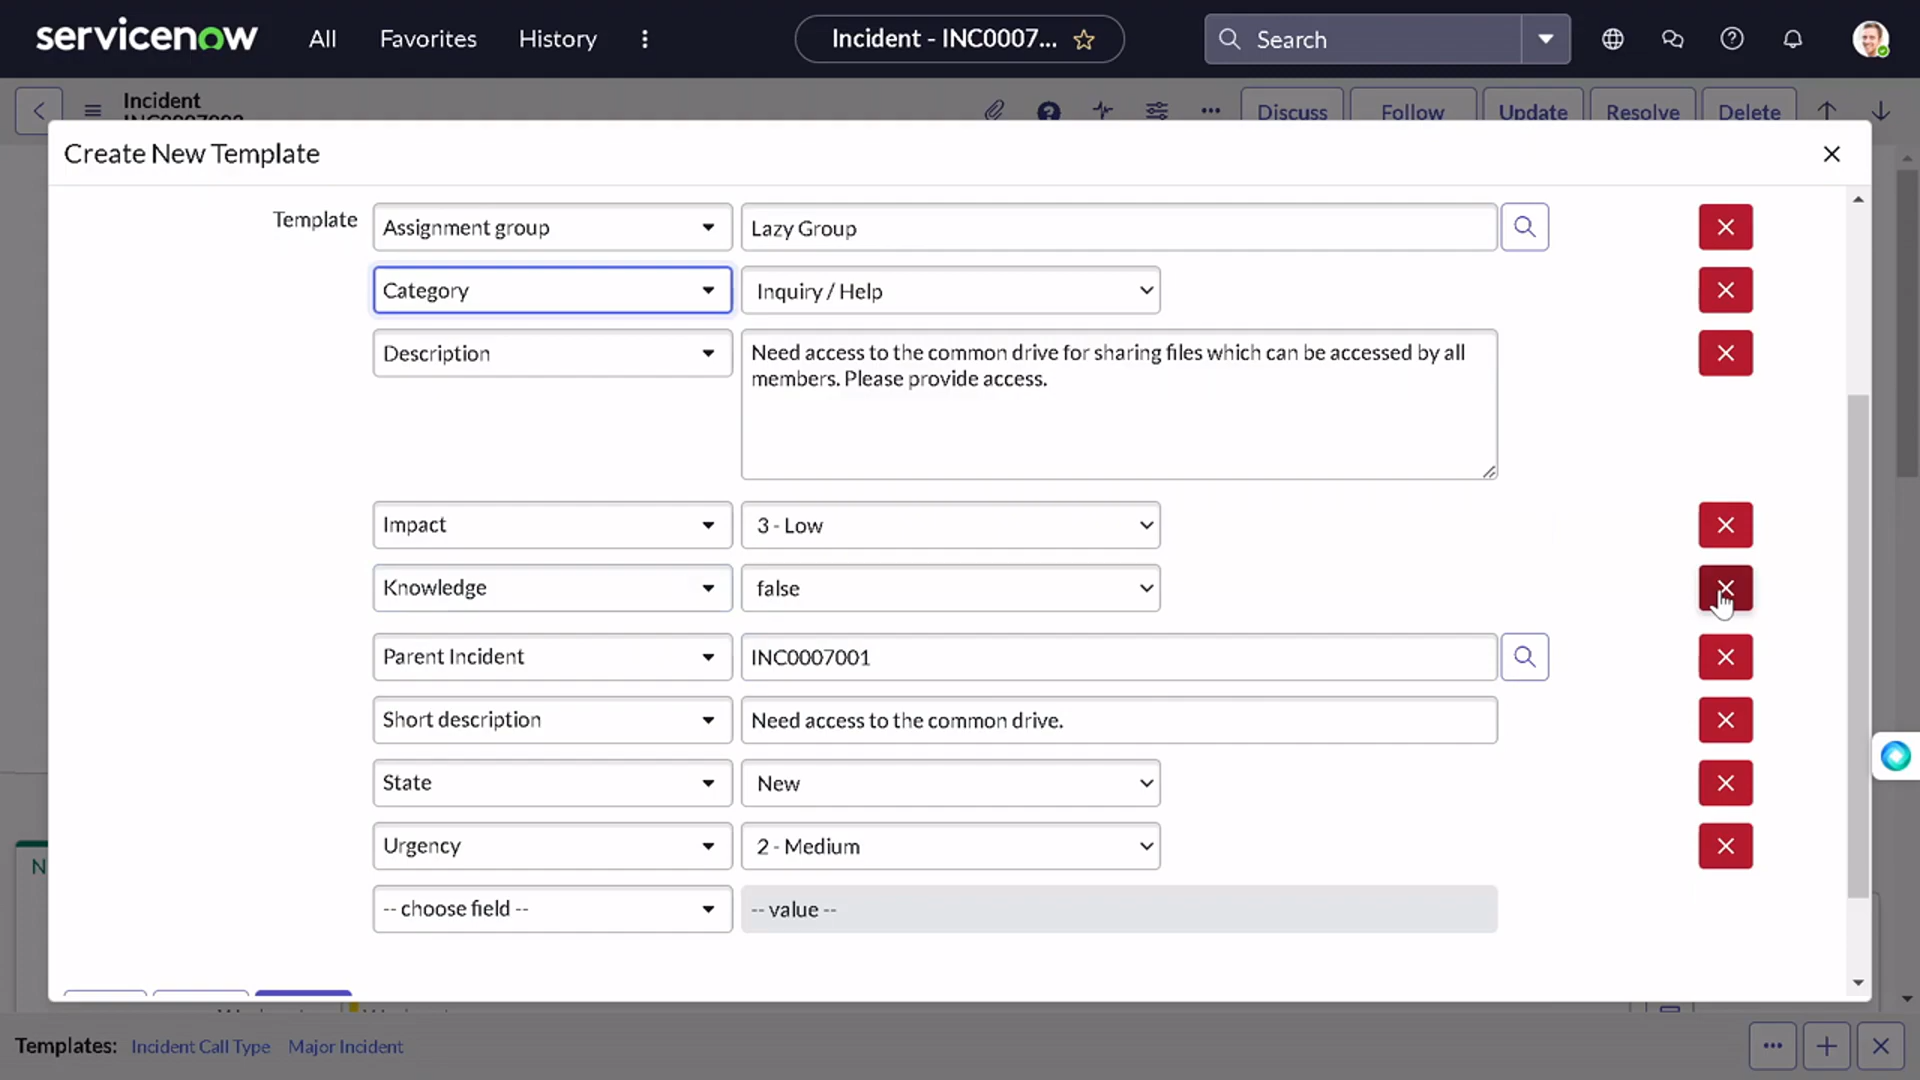 servicenow All Favorites History Incident - INC0007... Search
Incident
INC0007002 Discuss Follow Update Resolve Delete
Create New Template
Template Assignment group Lazy Group
Category Inquiry / Help
Description Need access to the common drive for sharing files which can be accessed by all
members. Please provide access.
Impact 3 - Low
Knowledge false
Parent Incident INC0007001
Short description Need access to the common drive.
State New
Urgency 2 - Medium
N
-- choose field -- -- value --
Templates: Incident Call Type Major Incident